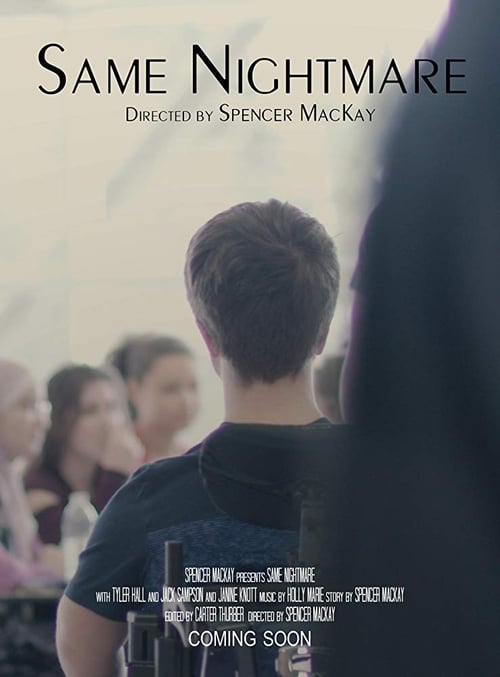 SAME NIGHTMARE
DIRECTED BY SPENCER MACKAY
SPENCER MACKAY PRESENTS SAME NIGHTMARE
WITH TYLER HALL AND JACK SAMPSON AND JANINE KNOTT MUSIC BY HOLLY MARIE STORY BY SPENCER MACKAY
EDITED BY CARTER THURBER DIRECTED BY SPENCER MACKAY
COMING SOON